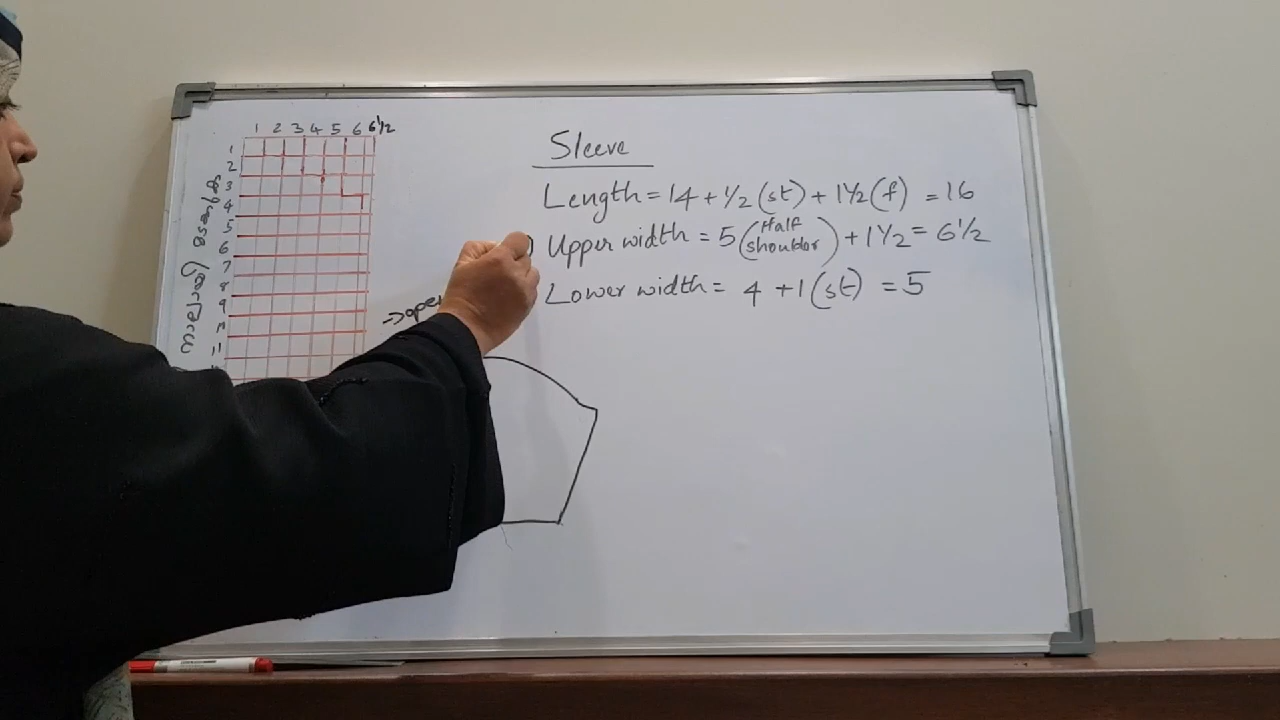 1 2 3 4 5 6 6½
1
2
3
4
5
6
7
8
9
11
Sleeve
Length = 14 + ½ (st) + 1½ (f) = 16
Upper width = 5 (Half shoulder) + 1½ = 6½
Lower width = 4 + 1 (st) = 5